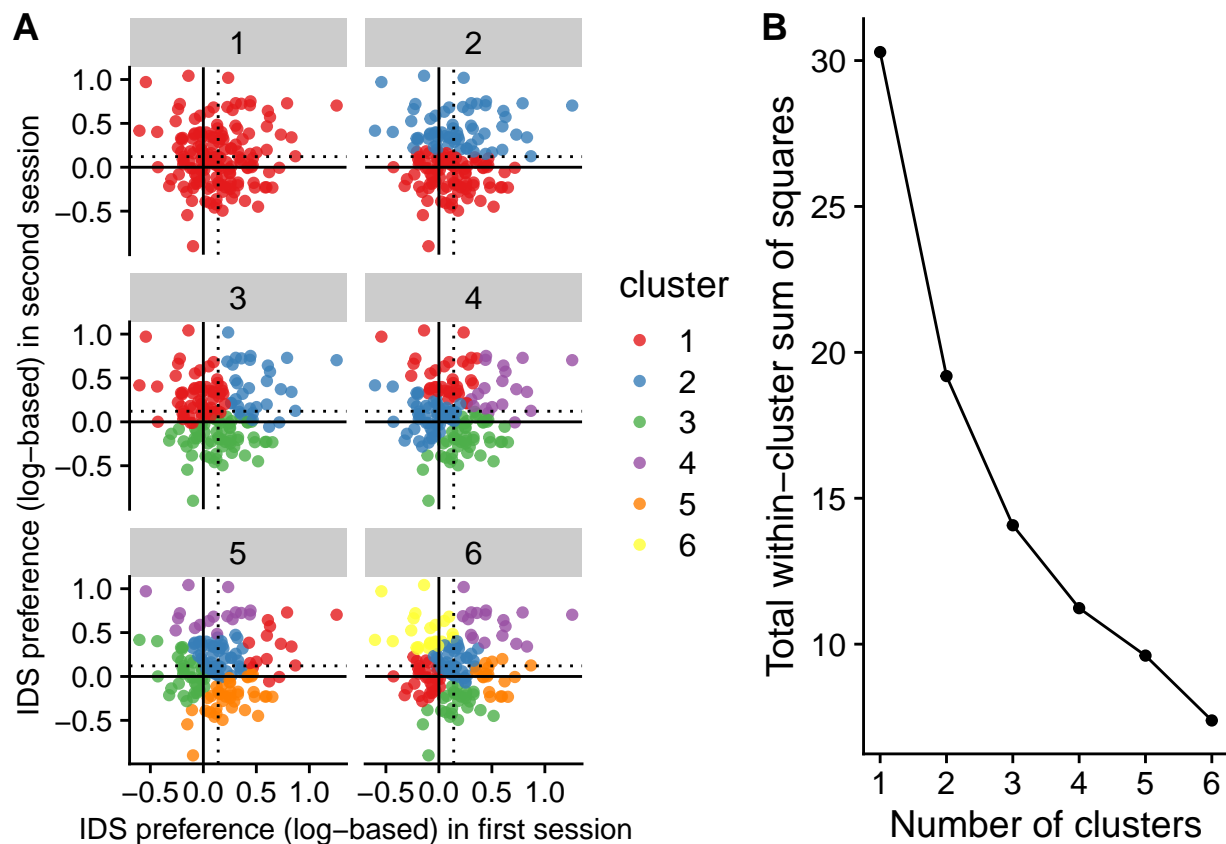 A
B
1
2
1.0
0.5
0.0
−0.5
3
4
1.0
0.5
0.0
−0.5
5
6
1.0
0.5
0.0
−0.5
−0.5 0.0 0.5 1.0
−0.5 0.0 0.5 1.0
IDS preference (log−based) in first session
IDS preference (log−based) in second session
cluster
1
2
3
4
5
6
30
25
20
15
10
1 2 3 4 5 6
Number of clusters
Total within−cluster sum of squares